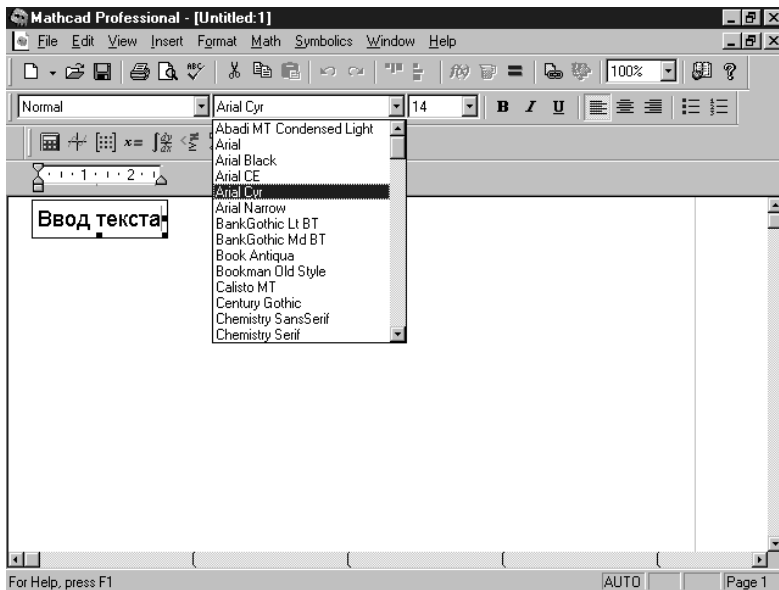 Mathcad Professional - [Untitled:1]
File Edit View Insert Format Math Symbolics Window Help
100%
Normal Arial Cyr 14 B I U
x=
Abadi MT Condensed Light
Arial
Arial Black
Arial CE
Arial Cyr
Arial Narrow
BankGothic Lt BT
BankGothic Md BT
Book Antiqua
Bookman Old Style
Calisto MT
Century Gothic
Chemistry SansSerif
Chemistry Serif
1 2
Ввод текста
For Help, press F1 AUTO Page 1